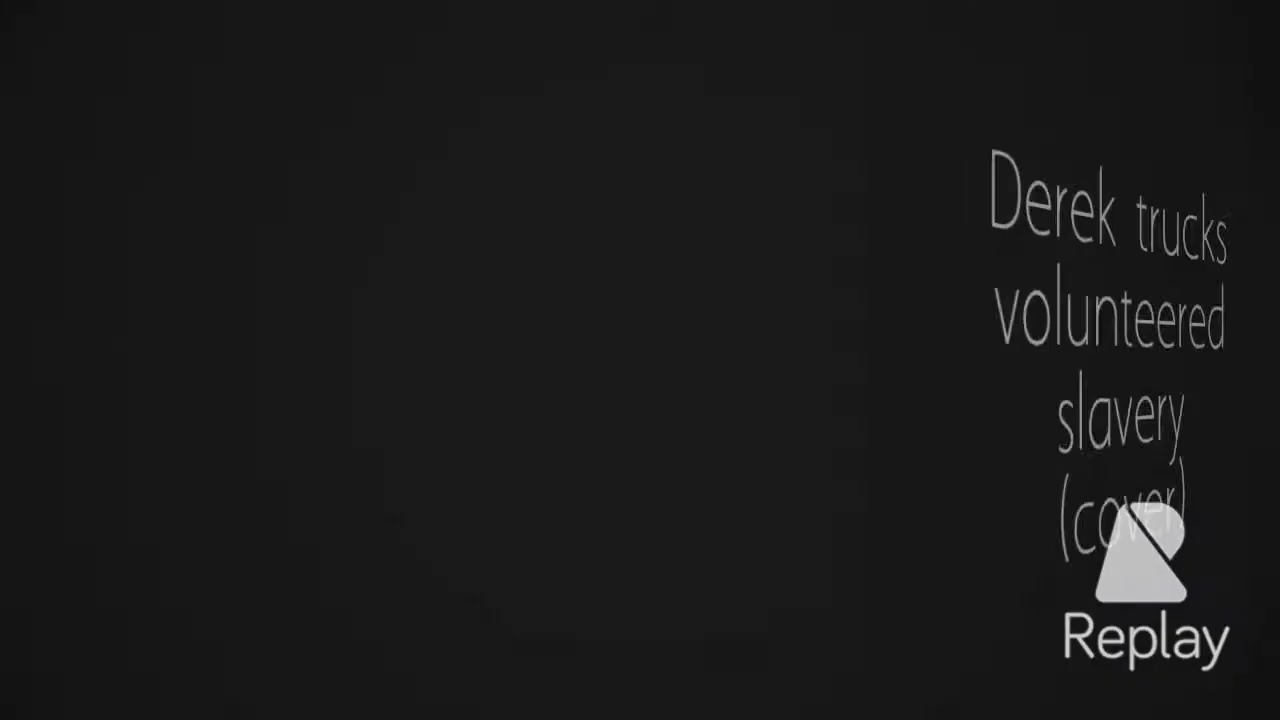 Derek trucks
volunteered
slavery
(cover)
Replay